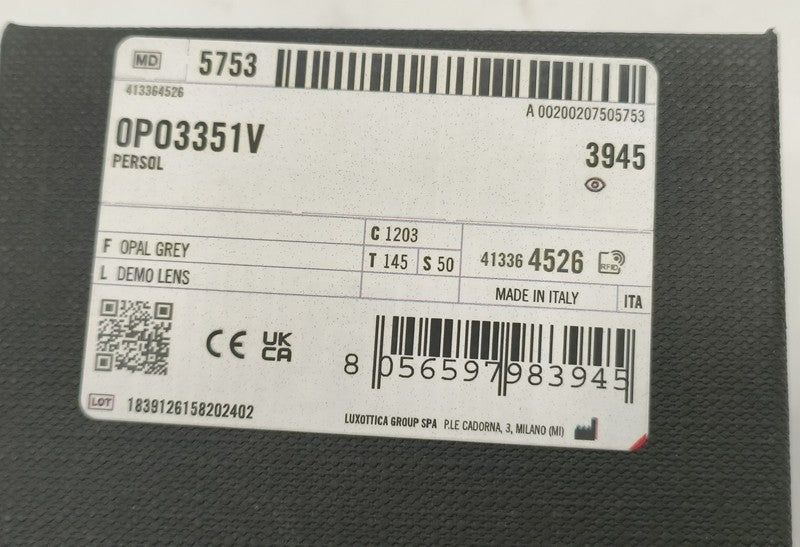 MD 5753
413364526
A 00200207505753
0PO3351V
PERSOL
3945
C 1203
F OPAL GREY
T 145 S 50
41336 4526 RFID
L DEMO LENS
MADE IN ITALY ITA
CE UK CA
8 056597 983945
LOT 1839126158202402
LUXOTTICA GROUP SPA P.LE CADORNA, 3, MILANO (MI)